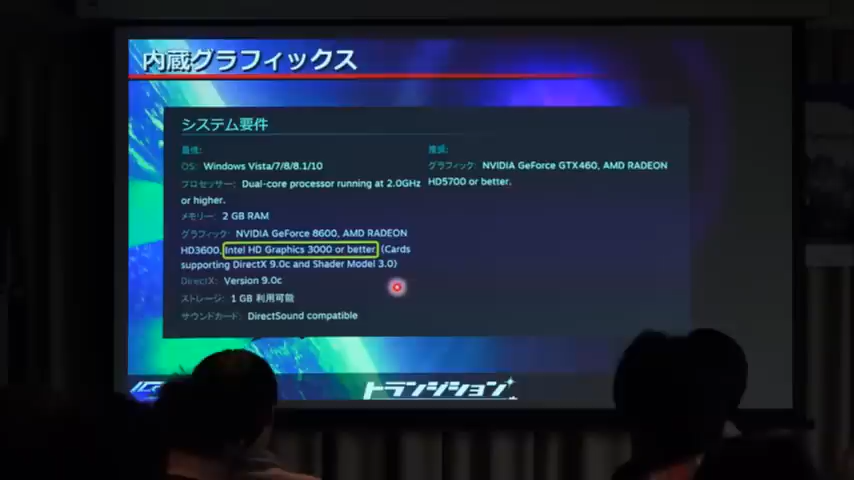 内蔵グラフィックス
システム要件
最低:
OS: Windows Vista/7/8/8.1/10
プロセッサー: Dual-core processor running at 2.0GHz
or higher.
メモリー: 2 GB RAM
グラフィック: NVIDIA GeForce 8600, AMD RADEON
HD3600, Intel HD Graphics 3000 or better. (Cards
supporting DirectX 9.0c and Shader Model 3.0)
DirectX: Version 9.0c
ストレージ: 1 GB 利用可能
サウンドカード: DirectSound compatible
推奨:
グラフィック: NVIDIA GeForce GTX460, AMD RADEON
HD5700 or better.
トランジション